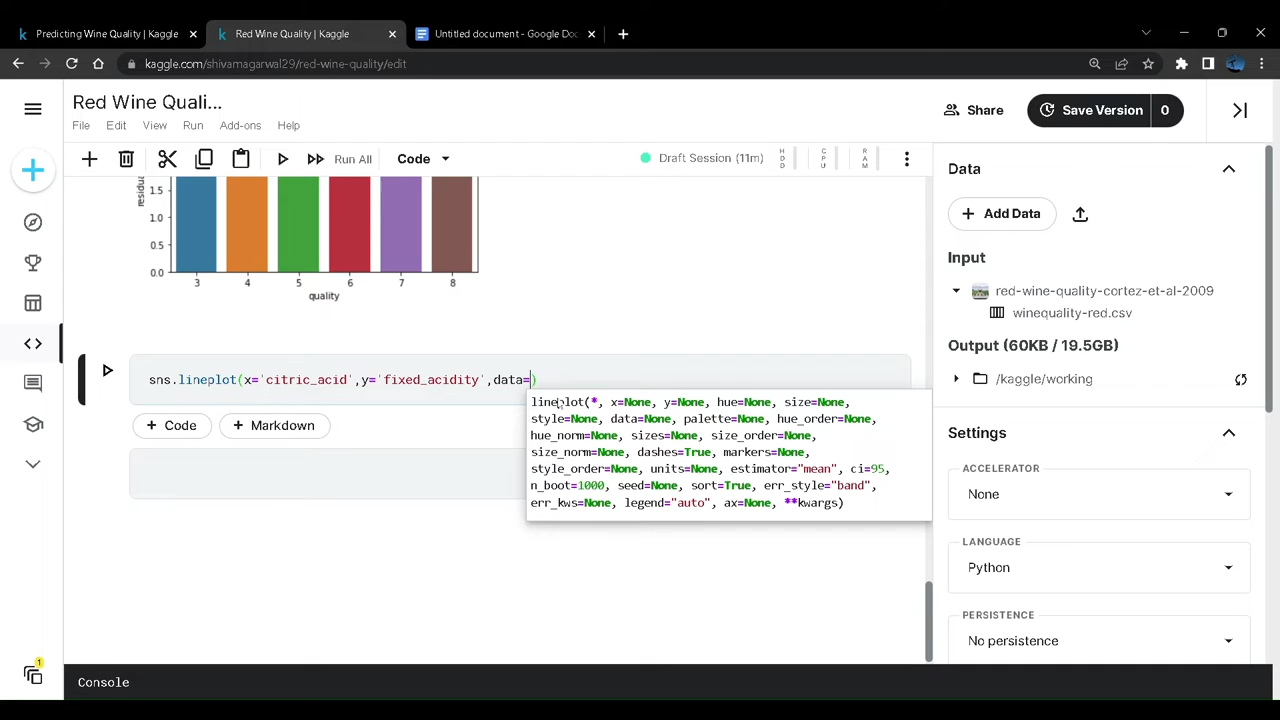 Predicting Wine Quality | Kaggle
Red Wine Quality | Kaggle
Untitled document - Google Doc
kaggle.com/shivamagarwal29/red-wine-quality/edit
Red Wine Quali...
Share
Save Version
0
File Edit View Run Add-ons Help
Run All
Code
Draft Session (11m)
HDD
CPU
RAM
residua
1.5
1.0
0.5
0.0
3 4 5 6 7 8
quality
sns.lineplot(x='citric_acid',y='fixed_acidity',data=)
lineplot(*, x=None, y=None, hue=None, size=None,
style=None, data=None, palette=None, hue_order=None,
hue_norm=None, sizes=None, size_order=None,
size_norm=None, dashes=True, markers=None,
style_order=None, units=None, estimator="mean", ci=95,
n_boot=1000, seed=None, sort=True, err_style="band",
err_kws=None, legend="auto", ax=None, **kwargs)
+ Code
+ Markdown
Data
+ Add Data
Input
red-wine-quality-cortez-et-al-2009
winequality-red.csv
Output (60KB / 19.5GB)
/kaggle/working
Settings
ACCELERATOR
None
LANGUAGE
Python
PERSISTENCE
No persistence
1
Console